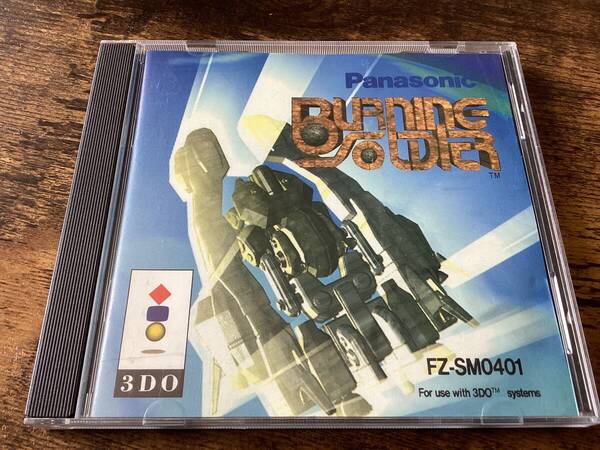 Panasonic
BURNING
SOLDIER
TM
3DO
FZ-SM0401
For use with 3DO™ systems